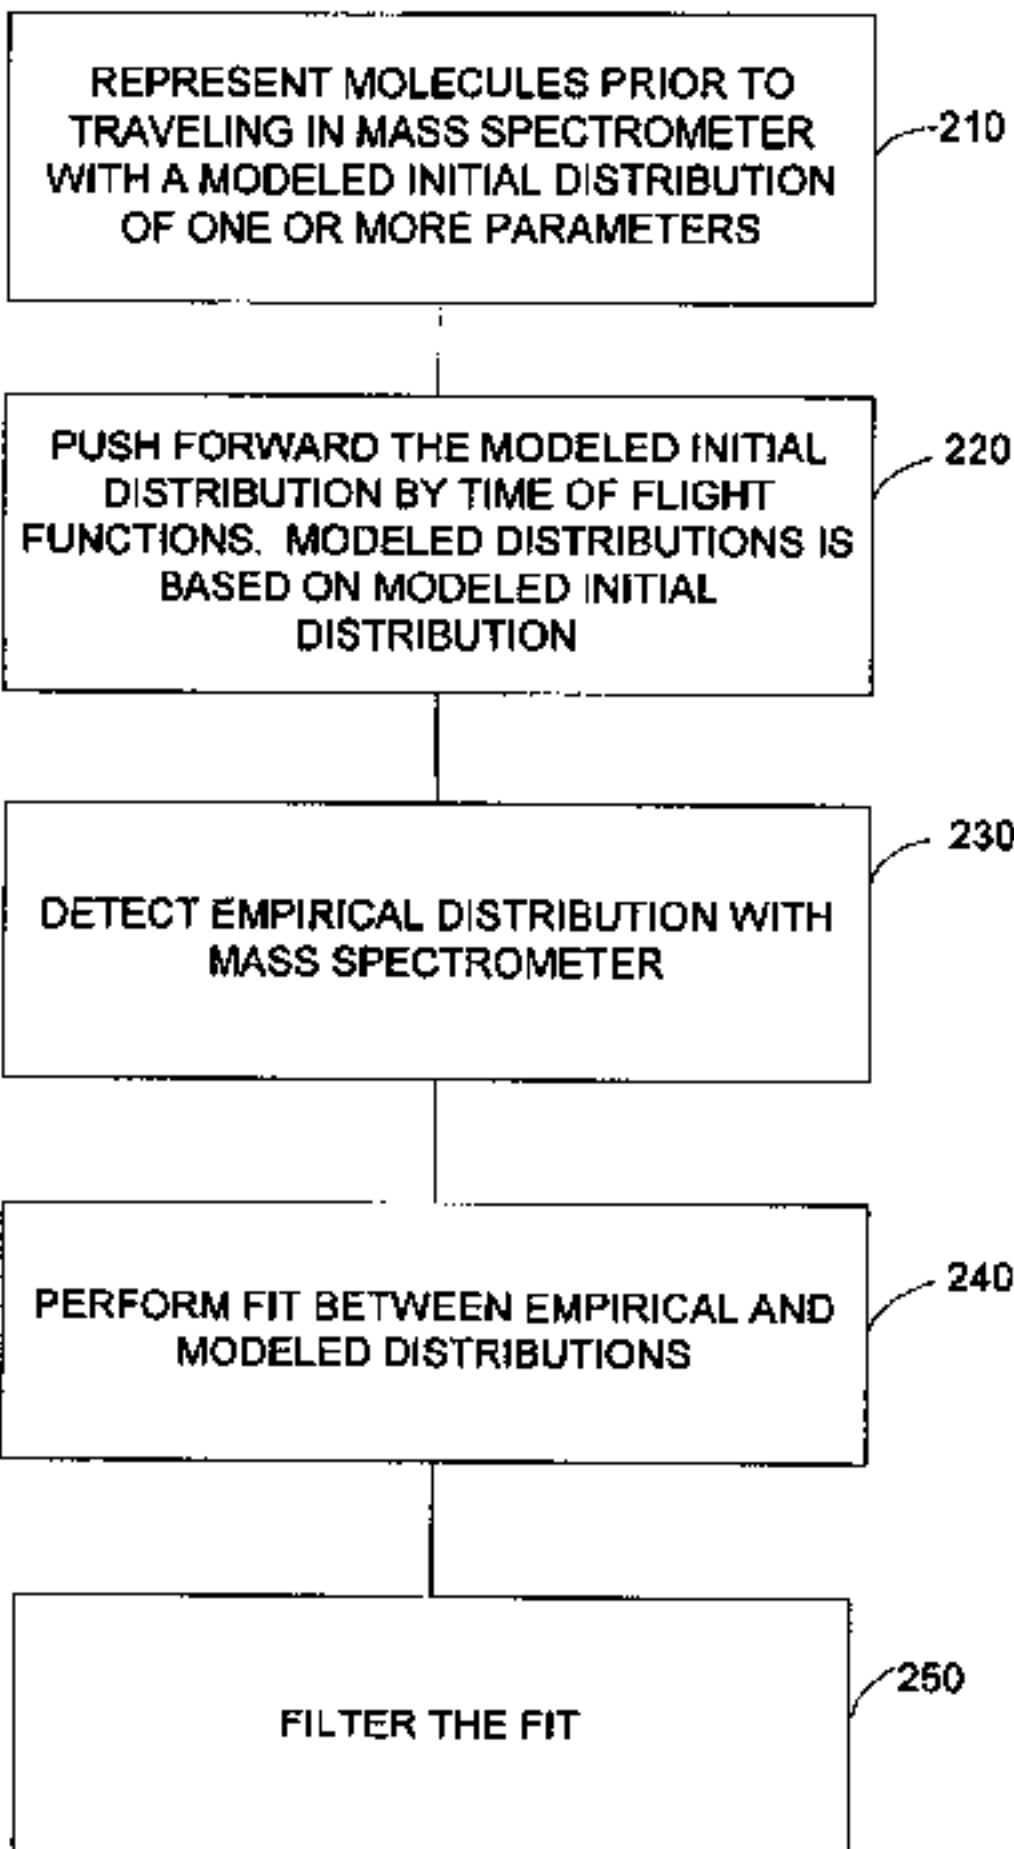 REPRESENT MOLECULES PRIOR TO
TRAVELING IN MASS SPECTROMETER
WITH A MODELED INITIAL DISTRIBUTION
OF ONE OR MORE PARAMETERS
210
PUSH FORWARD THE MODELED INITIAL
DISTRIBUTION BY TIME OF FLIGHT
FUNCTIONS. MODELED DISTRIBUTIONS IS
BASED ON MODELED INITIAL
DISTRIBUTION
220
DETECT EMPIRICAL DISTRIBUTION WITH
MASS SPECTROMETER
230
PERFORM FIT BETWEEN EMPIRICAL AND
MODELED DISTRIBUTIONS
240
FILTER THE FIT
250